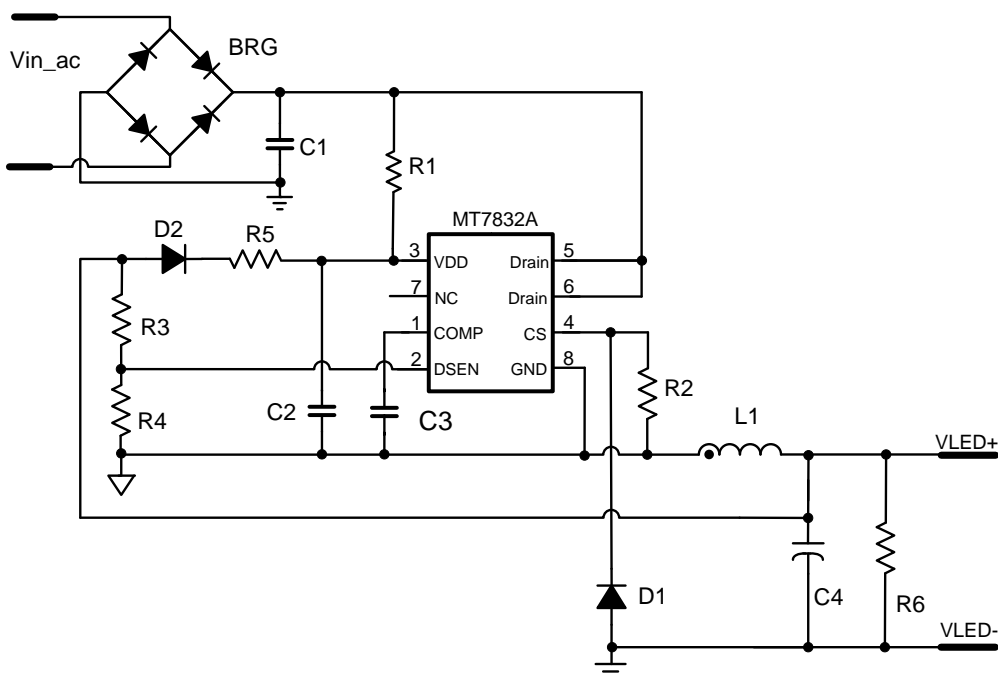 Vin_ac
BRG
C1
R1
MT7832A
D2
R5
3
VDD
Drain
5
7
NC
Drain
6
R3
1
COMP
CS
4
2
DSEN
GND
8
R4
C2
C3
R2
L1
VLED+
D1
C4
R6
VLED-